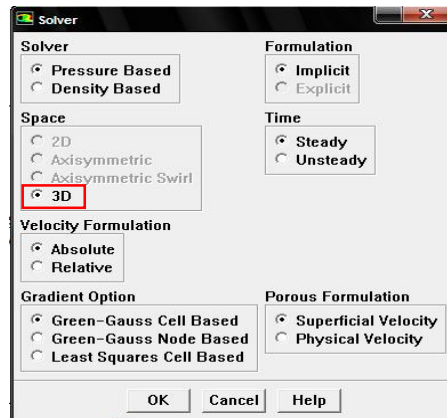 Solver
Solver
Pressure Based
Density Based
Formulation
Implicit
Explicit
Space
2D
Axisymmetric
Axisymmetric Swirl
3D
Time
Steady
Unsteady
Velocity Formulation
Absolute
Relative
Gradient Option
Green-Gauss Cell Based
Green-Gauss Node Based
Least Squares Cell Based
Porous Formulation
Superficial Velocity
Physical Velocity
OK Cancel Help